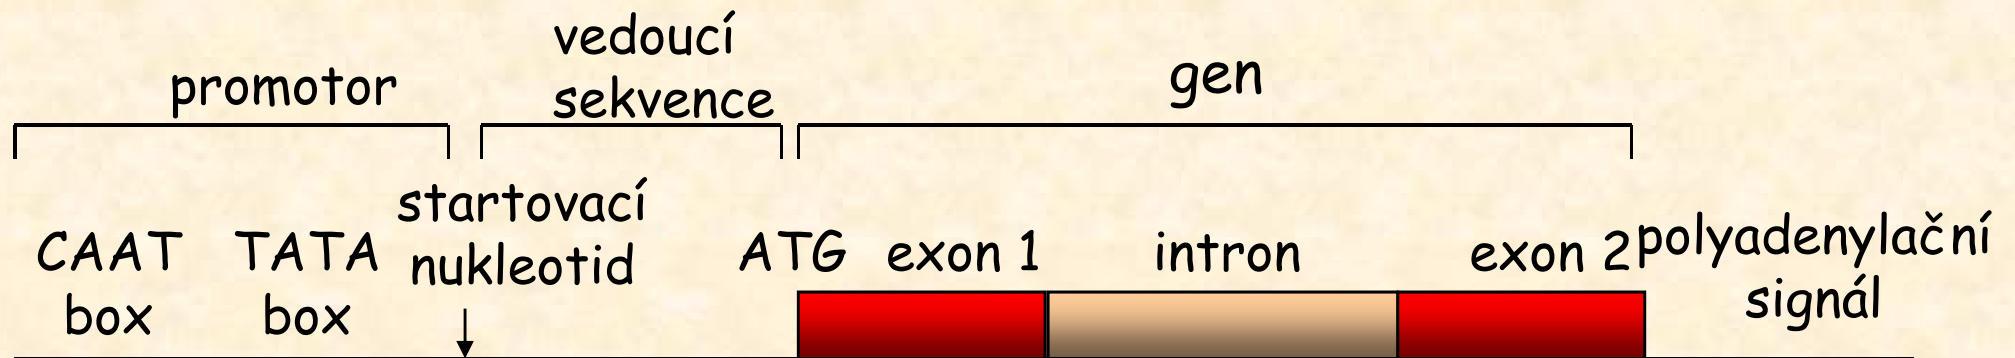 promotor
vedoucí
sekvence
gen
CAAT
box
TATA
box
startovací
nukleotid
ATG
exon 1
intron
exon 2
polyadenylační
signál